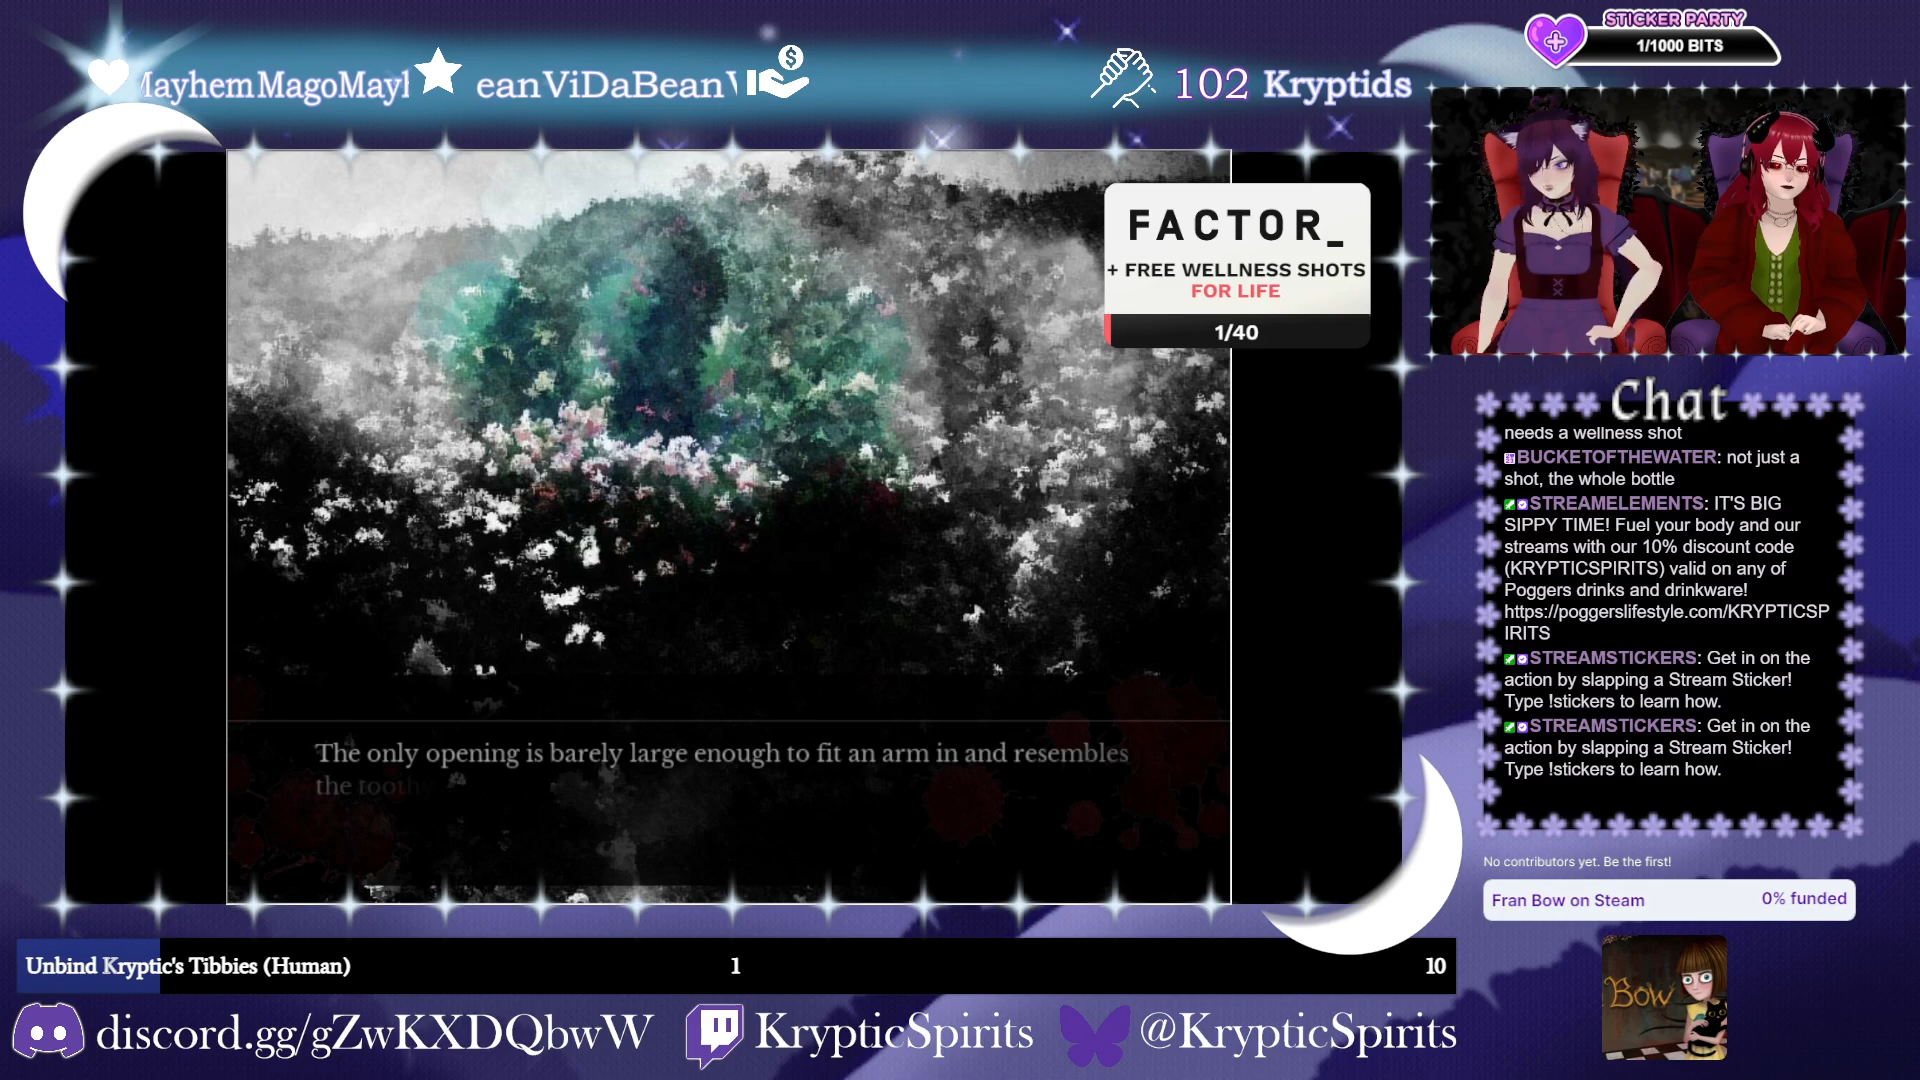 STICKER PARTY
1/1000 BITS
MayhemMagoMayh
eanViDaBean
102 Kryptids
FACTOR_
+ FREE WELLNESS SHOTS
FOR LIFE
1/40
Chat
needs a wellness shot
BUCKETOFTHEWATER: not just a
shot, the whole bottle
STREAMELEMENTS: IT'S BIG
SIPPY TIME! Fuel your body and our
streams with our 10% discount code
(KRYPTICSPIRITS) valid on any of
Poggers drinks and drinkware!
https://poggerslifestyle.com/KRYPTICSP
IRITS
STREAMSTICKERS: Get in on the
action by slapping a Stream Sticker!
Type !stickers to learn how.
STREAMSTICKERS: Get in on the
action by slapping a Stream Sticker!
Type !stickers to learn how.
The only opening is barely large enough to fit an arm in and resembles
the toothy
No contributors yet. Be the first!
Fran Bow on Steam
0% funded
Bow
Unbind Kryptic's Tibbies (Human)
1
10
discord.gg/gZwKXDQbwW
KrypticSpirits
@KrypticSpirits